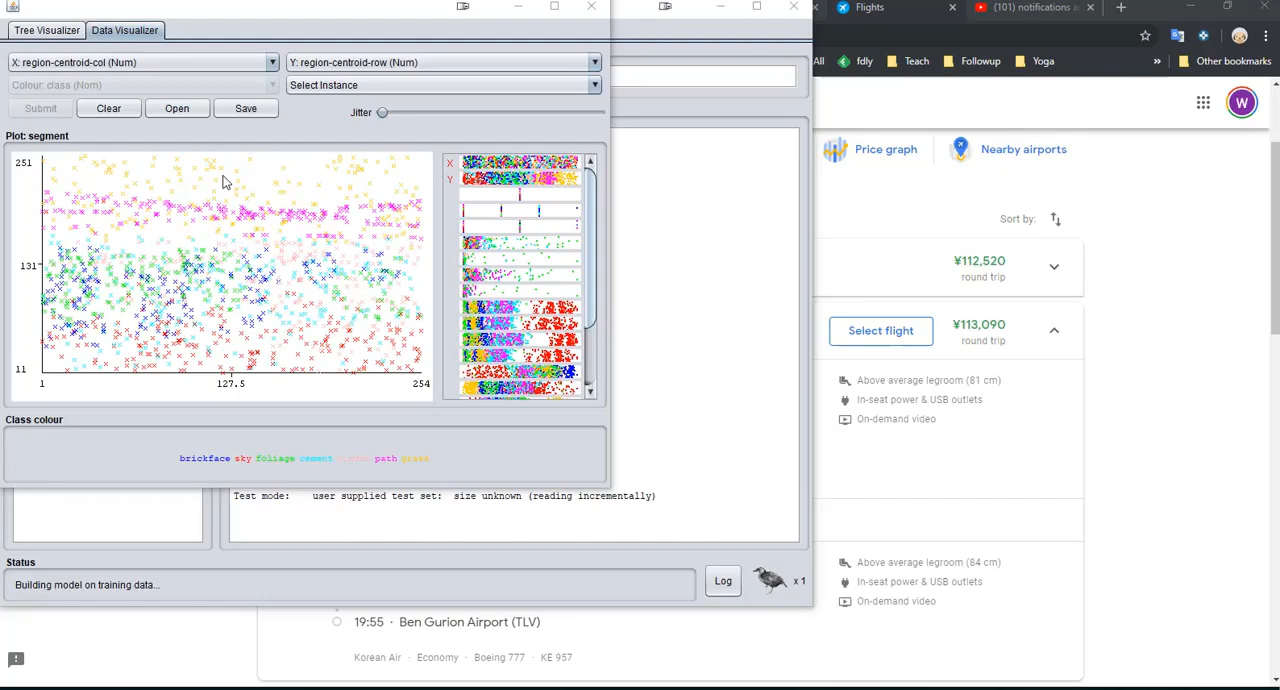 Flights
(101) notifications a
Tree Visualizer
Data Visualizer
X: region-centroid-col (Num)
Y: region-centroid-row (Num)
Colour: class (Nom)
Select Instance
Submit
Clear
Open
Save
Jitter
Plot: segment
251
131
11
1
127.5
254
X
Y
Class colour
brickface sky foliage cement path grass
Test mode: user supplied test set: size unknown (reading incrementally)
Status
Building model on training data...
Log
x 1
All
fdly
Teach
Followup
Yoga
»
Other bookmarks
W
Price graph
Nearby airports
Sort by:
¥112,520
round trip
Select flight
¥113,090
round trip
Above average legroom (81 cm)
In-seat power & USB outlets
On-demand video
Above average legroom (84 cm)
In-seat power & USB outlets
On-demand video
19:55 · Ben Gurion Airport (TLV)
Korean Air · Economy · Boeing 777 · KE 957